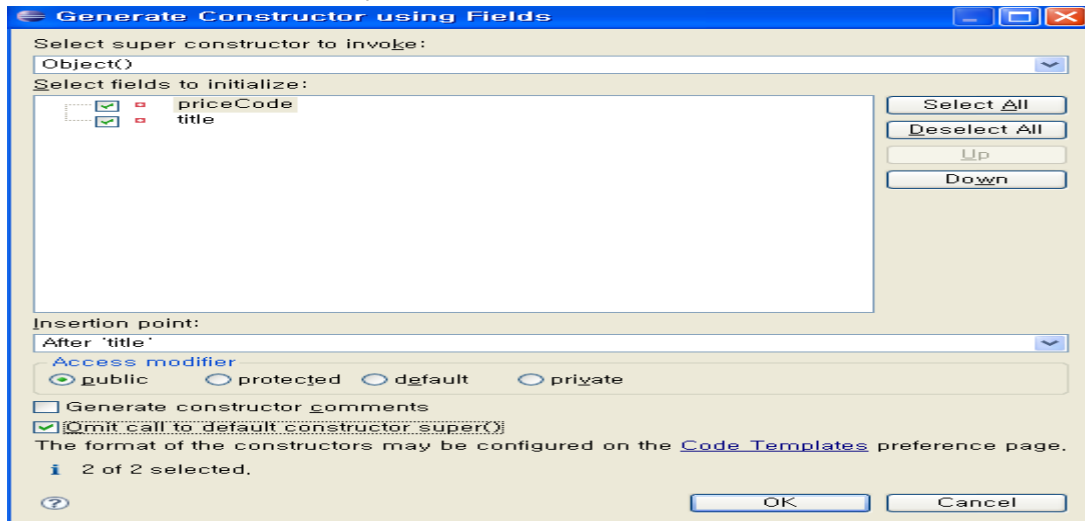 Generate Constructor using Fields
Select super constructor to invoke:
Object()
Select fields to initialize:
priceCode
title
Select All
Deselect All
Up
Down
Insertion point:
After 'title'
Access modifier
public protected default private
Generate constructor comments
Omit call to default constructor super()
The format of the constructors may be configured on the Code Templates preference page.
i 2 of 2 selected.
? OK Cancel